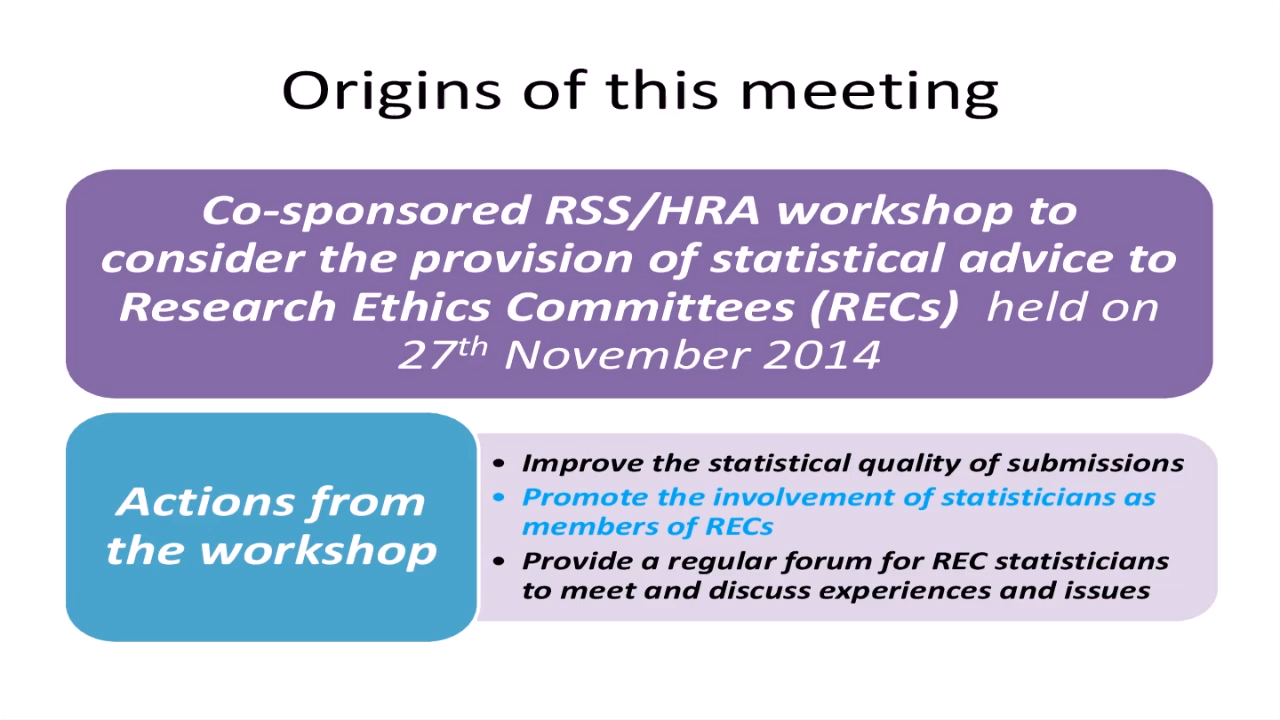 Origins of this meeting
Co-sponsored RSS/HRA workshop to
consider the provision of statistical advice to
Research Ethics Committees (RECs) held on
27th November 2014
Actions from
the workshop
• Improve the statistical quality of submissions
• Promote the involvement of statisticians as
members of RECs
• Provide a regular forum for REC statisticians
to meet and discuss experiences and issues